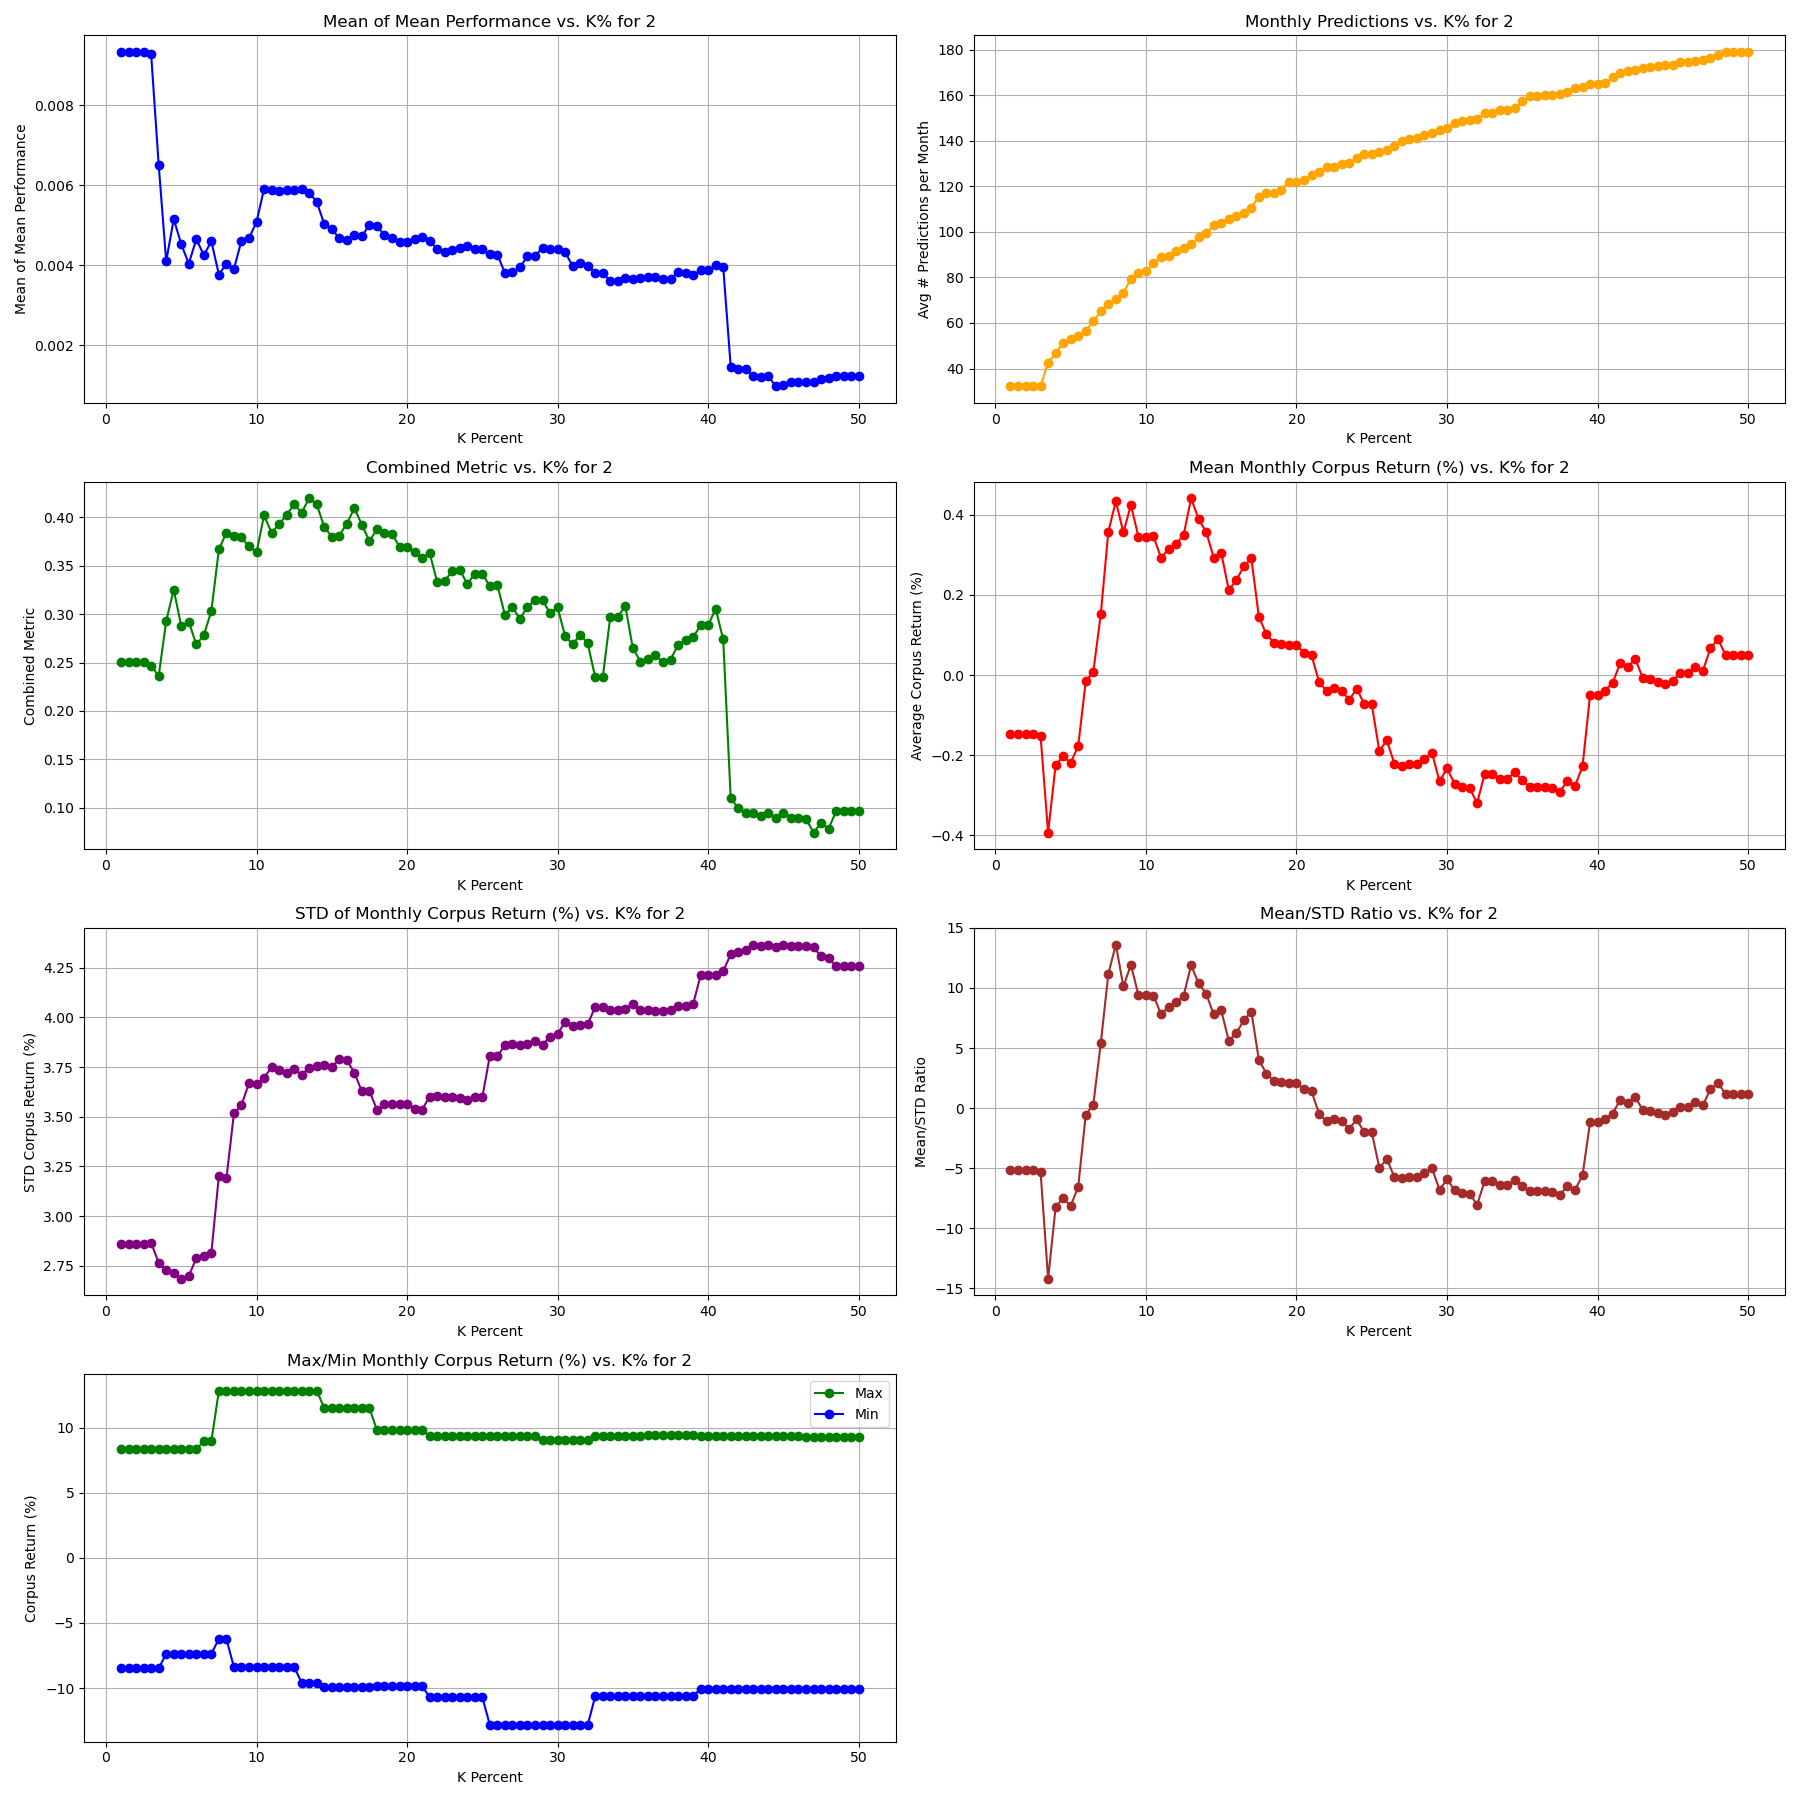 Mean of Mean Performance vs. K% for 2
Mean of Mean Performance
0.008
0.006
0.004
0.002
0 10 20 30 40 50
K Percent
Monthly Predictions vs. K% for 2
Avg # Predictions per Month
180
160
140
120
100
80
60
40
0 10 20 30 40 50
K Percent
Combined Metric vs. K% for 2
Combined Metric
0.40
0.35
0.30
0.25
0.20
0.15
0.10
0 10 20 30 40 50
K Percent
Mean Monthly Corpus Return (%) vs. K% for 2
Average Corpus Return (%)
0.4
0.2
0.0
−0.2
−0.4
0 10 20 30 40 50
K Percent
STD of Monthly Corpus Return (%) vs. K% for 2
STD Corpus Return (%)
4.25
4.00
3.75
3.50
3.25
3.00
2.75
0 10 20 30 40 50
K Percent
Mean/STD Ratio vs. K% for 2
Mean/STD Ratio
15
10
5
0
−5
−10
−15
0 10 20 30 40 50
K Percent
Max/Min Monthly Corpus Return (%) vs. K% for 2
Corpus Return (%)
Max
Min
10
5
0
−5
−10
0 10 20 30 40 50
K Percent